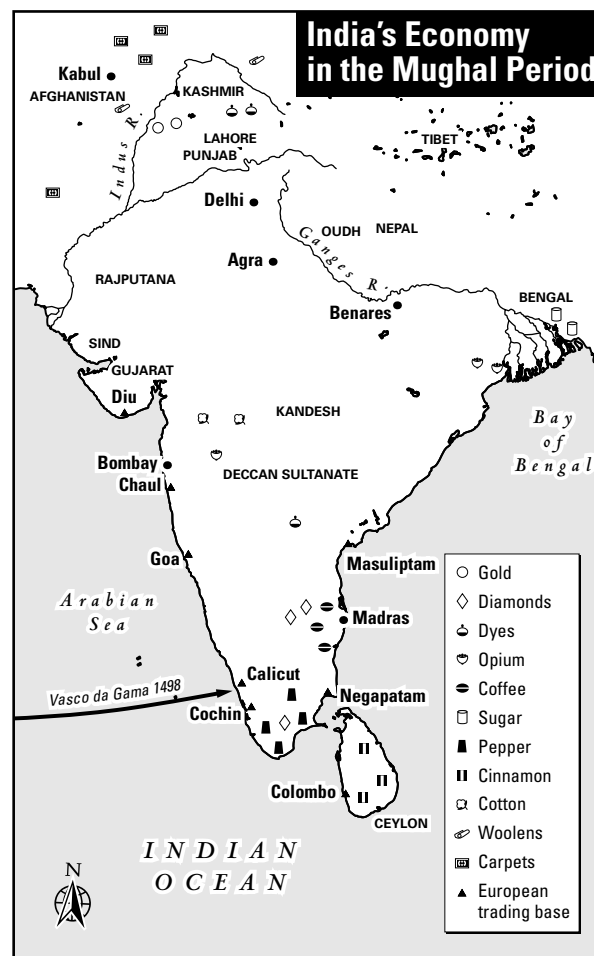 India's Economy
in the Mughal Period
Kabul
AFGHANISTAN
KASHMIR
Indus R.
LAHORE
PUNJAB
TIBET
Delhi
OUDH
NEPAL
Ganges R.
Agra
RAJPUTANA
Benares
BENGAL
SIND
GUJARAT
Diu
KANDESH
Bay
of
Bengal
Bombay
DECCAN SULTANATE
Chaul
Goa
Masuliptam
Arabian
Sea
Madras
Calicut
Vasco da Gama 1498
Negapatam
Cochin
Colombo
CEYLON
INDIAN
OCEAN
N
Gold
Diamonds
Dyes
Opium
Coffee
Sugar
Pepper
Cinnamon
Cotton
Woolens
Carpets
European
trading base